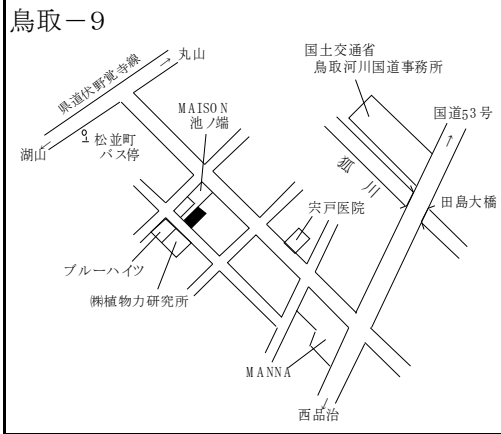 鳥取－9
丸山
→
県道伏野覚寺線
国土交通省
鳥取河川国道事務所
MAISON
池ノ端
国道53号
→
湖山
←
松並町
バス停
狐川
田島大橋
宍戸医院
ブルーハイツ
㈱植物力研究所
MANNA
←
西品治